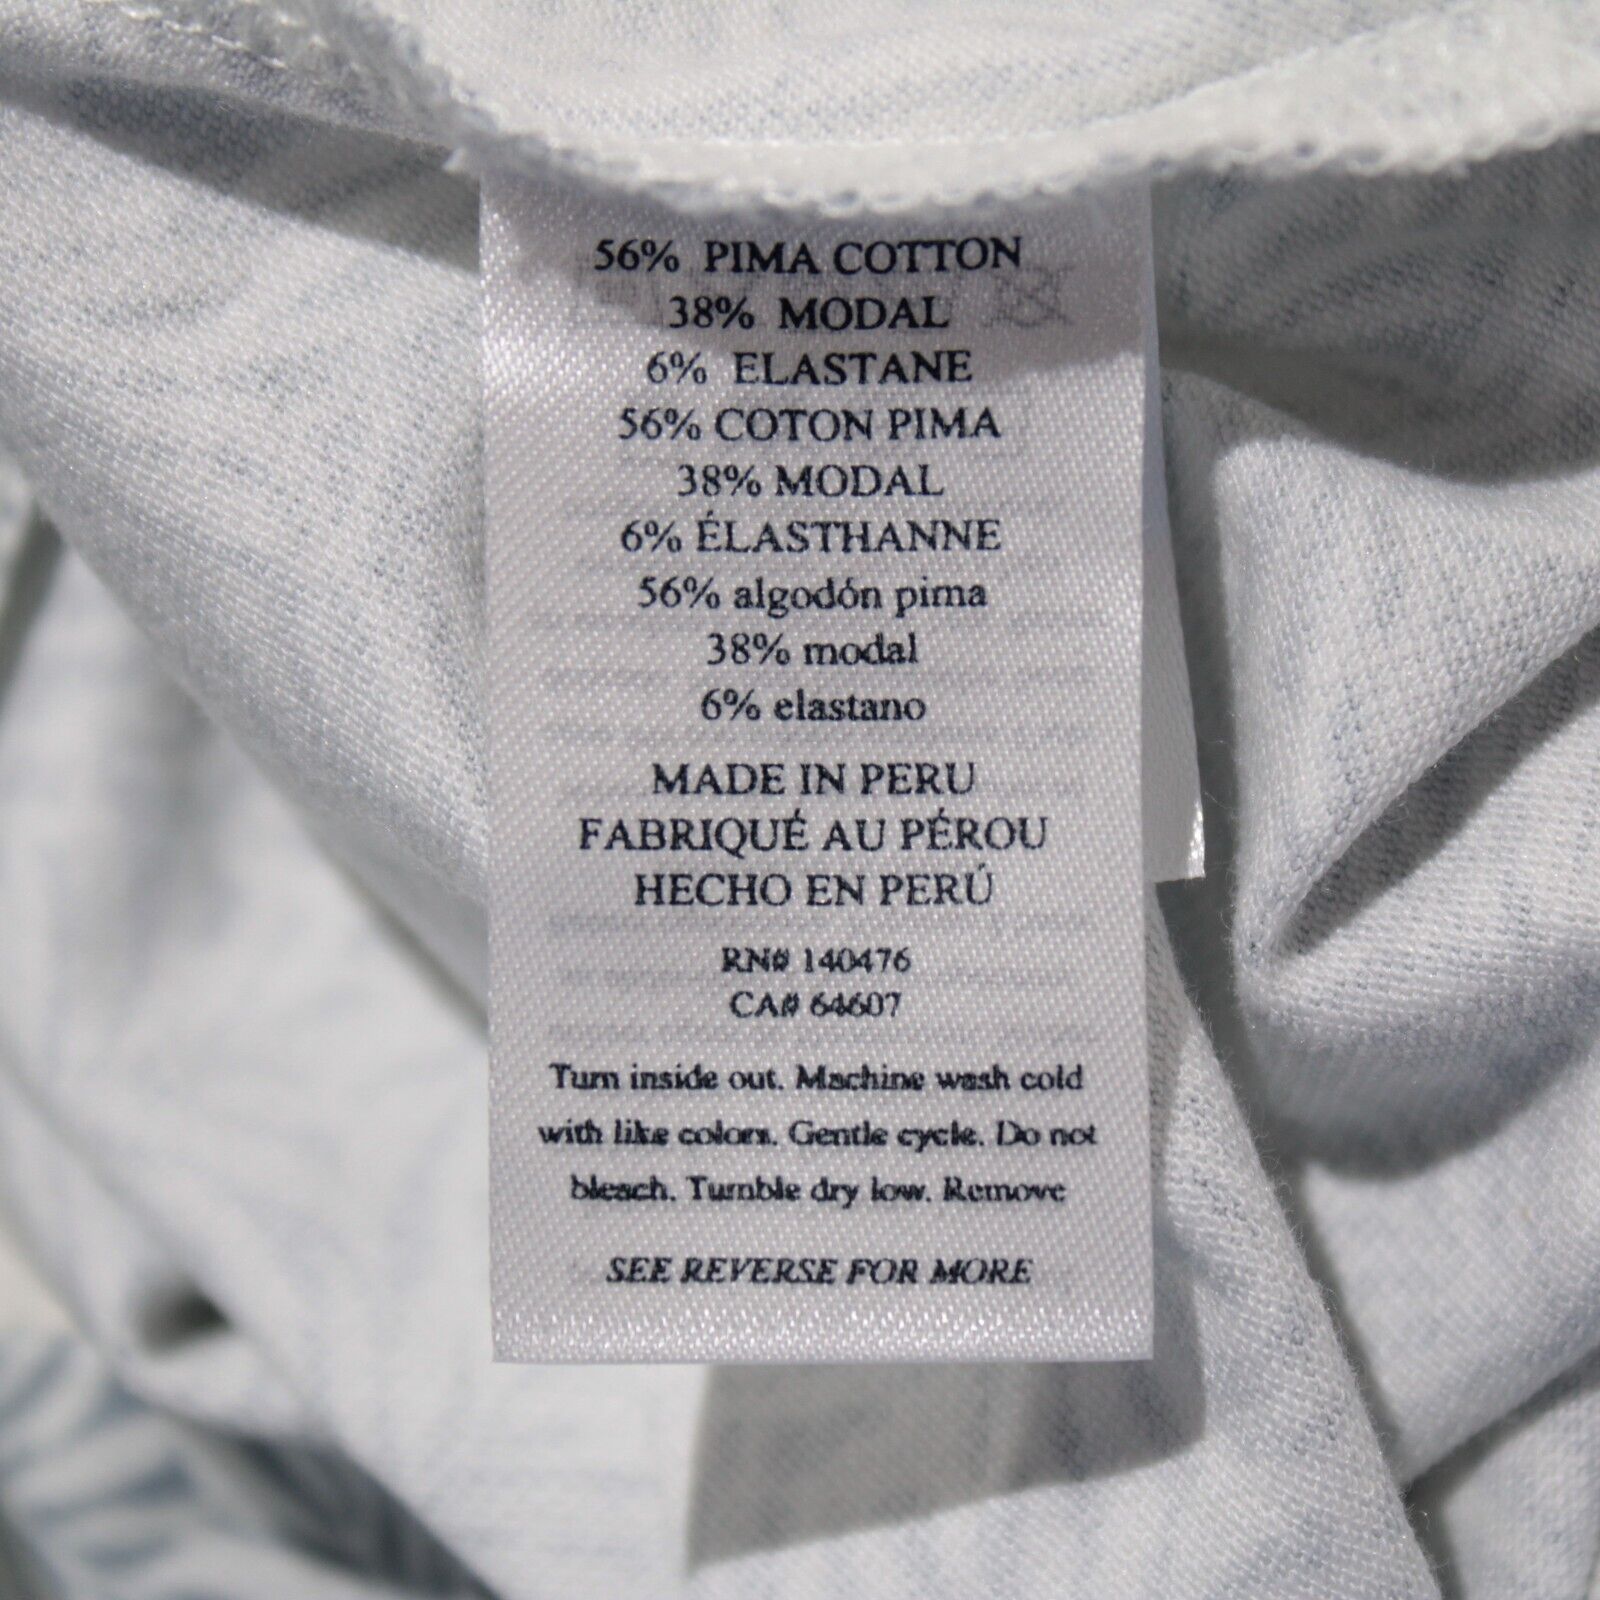 56% PIMA COTTON
38% MODAL
6% ELASTANE
56% COTON PIMA
38% MODAL
6% ÉLASTHANNE
56% algodón pima
38% modal
6% elastano
MADE IN PERU
FABRIQUÉ AU PÉROU
HECHO EN PERÚ
RN# 140476
CA# 64607
Turn inside out. Machine wash cold
with like colors. Gentle cycle. Do not
bleach. Tumble dry low. Remove
SEE REVERSE FOR MORE